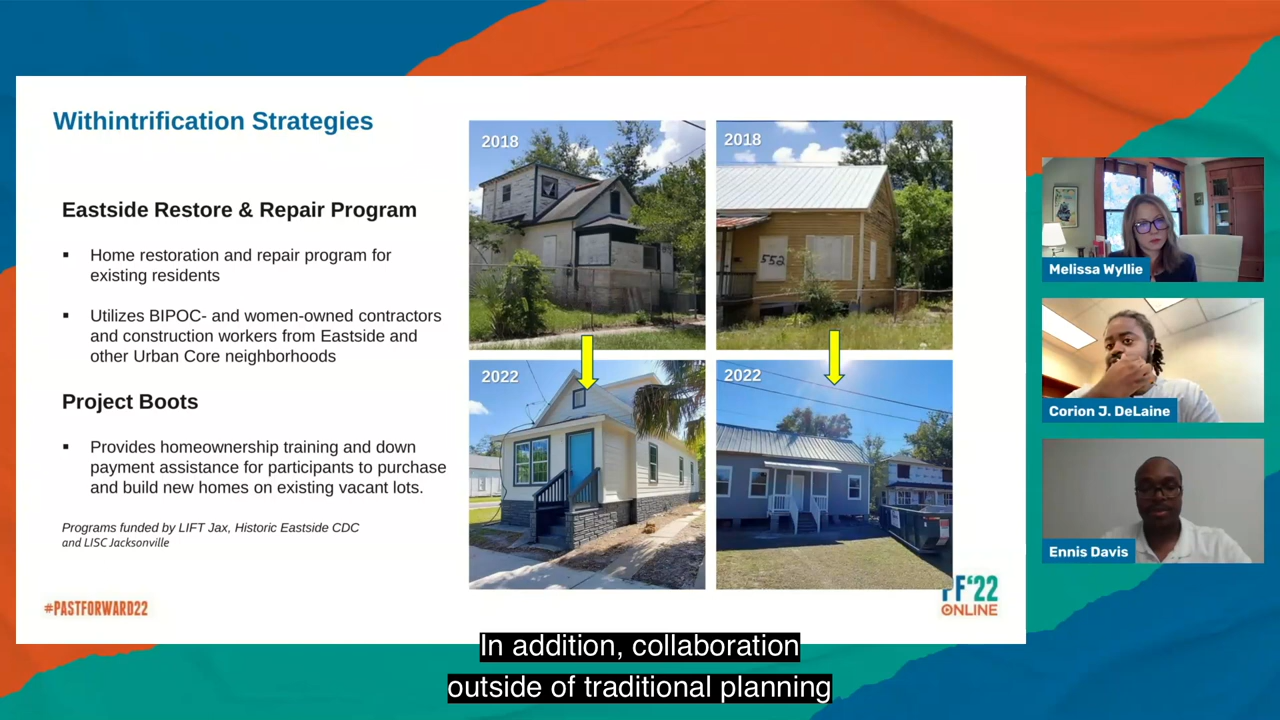 Withintrification Strategies
Eastside Restore & Repair Program
▪ Home restoration and repair program for
existing residents
▪ Utilizes BIPOC- and women-owned contractors
and construction workers from Eastside and
other Urban Core neighborhoods
Project Boots
▪ Provides homeownership training and down
payment assistance for participants to purchase
and build new homes on existing vacant lots.
Programs funded by LIFT Jax, Historic Eastside CDC
and LISC Jacksonville
#PASTFORWARD22
2018
2018
552
2022
2022
PF'22
ONLINE
Melissa Wyllie
Corion J. DeLaine
Ennis Davis
In addition, collaboration
outside of traditional planning